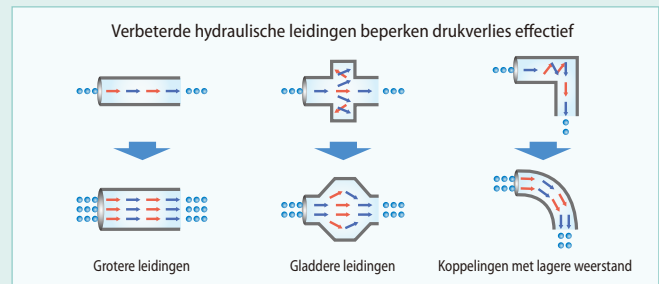 Verbeterde hydraulische leidingen beperken drukverlies effectief
Grotere leidingen
Gladdere leidingen
Koppelingen met lagere weerstand